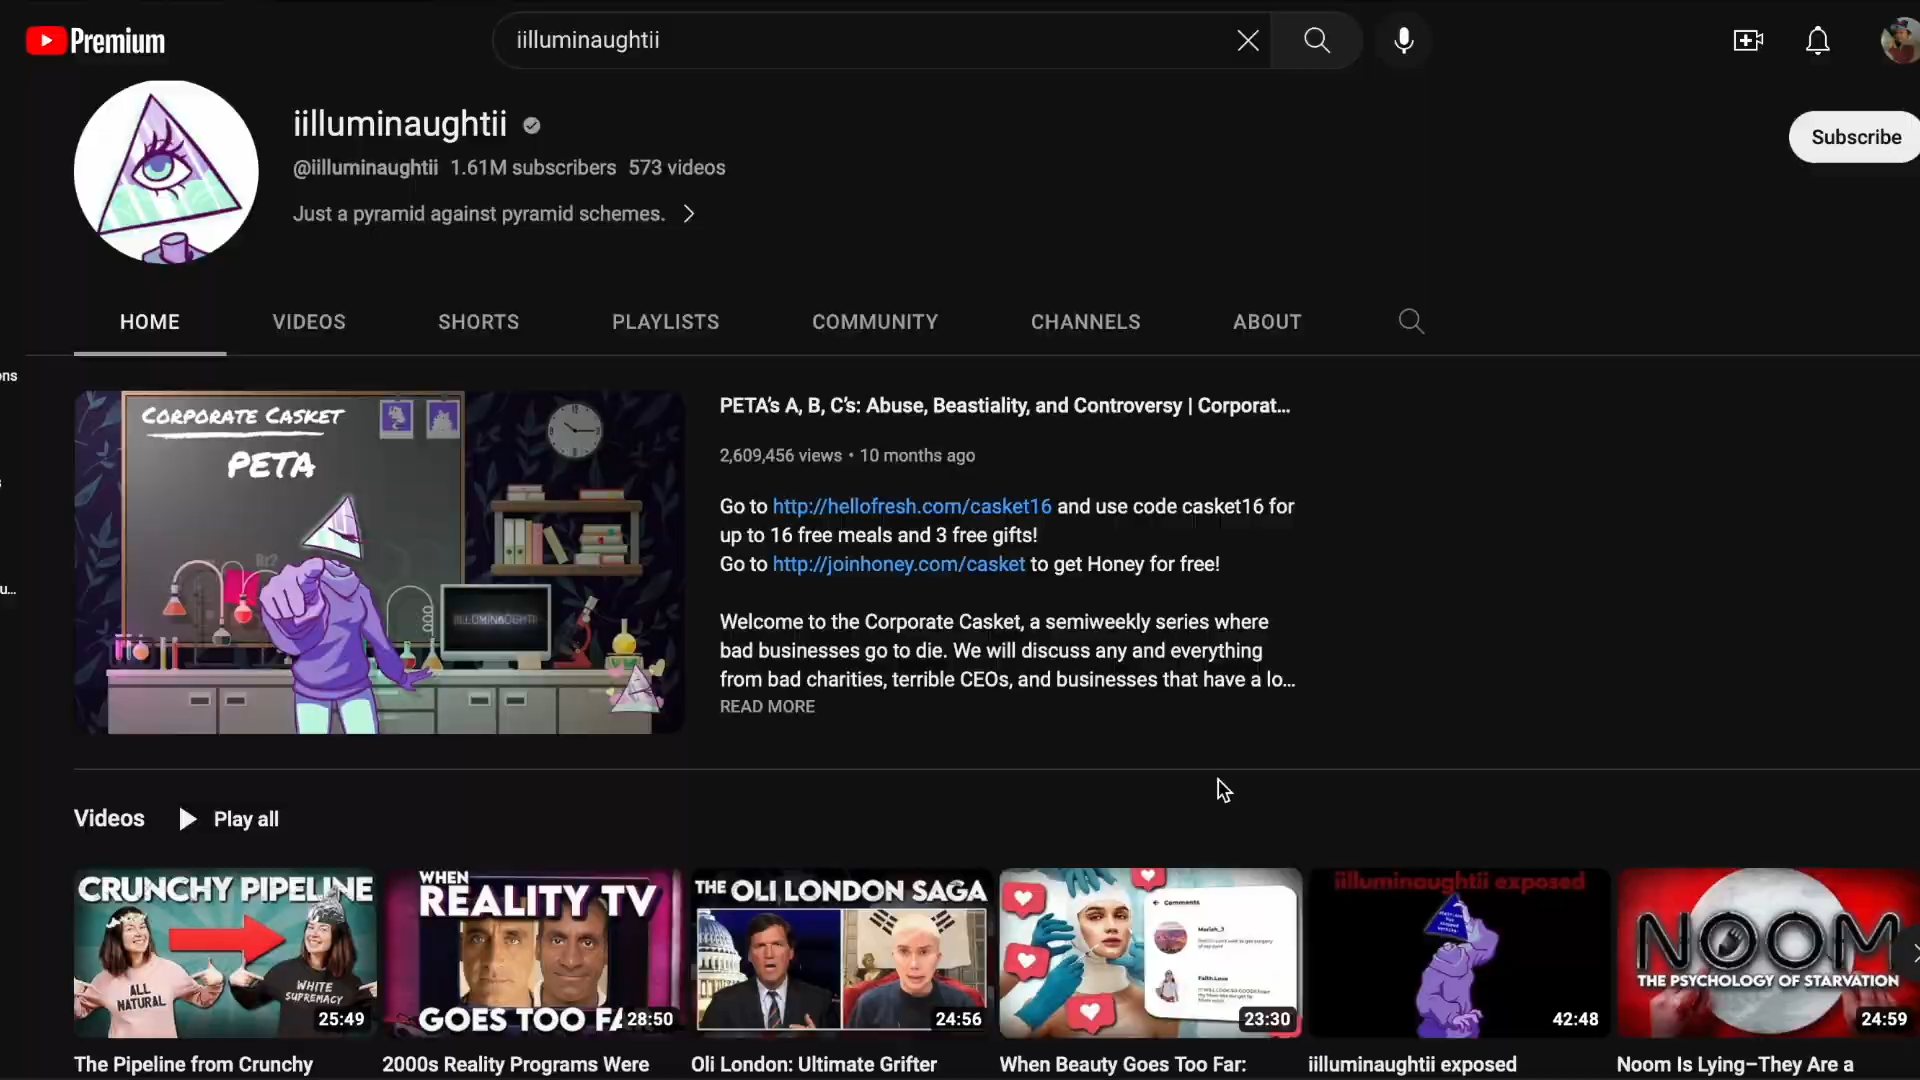 Premium
iilluminaughtii
iilluminaughtii
@iilluminaughtii 1.61M subscribers 573 videos
Just a pyramid against pyramid schemes.
Subscribe
HOME VIDEOS SHORTS PLAYLISTS COMMUNITY CHANNELS ABOUT
ons
u...
CORPORATE CASKET
PETA
Br?
IILLUMINAUGHTII
PETA's A, B, C's: Abuse, Beastiality, and Controversy | Corporat...
2,609,456 views • 10 months ago
Go to http://hellofresh.com/casket16 and use code casket16 for
up to 16 free meals and 3 free gifts!
Go to http://joinhoney.com/casket to get Honey for free!
Welcome to the Corporate Casket, a semiweekly series where
bad businesses go to die. We will discuss any and everything
from bad charities, terrible CEOs, and businesses that have a lo...
READ MORE
Videos Play all
CRUNCHY PIPELINE
ALL
NATURAL
WHITE
SUPREMACY
25:49
The Pipeline from Crunchy
WHEN
REALITY TV
GOES TOO FA
28:50
2000s Reality Programs Were
THE OLI LONDON SAGA
24:56
Oli London: Ultimate Grifter
Comments
Mariah_J
Faith.Love
23:30
When Beauty Goes Too Far:
iilluminaughtii exposed
42:48
iilluminaughtii exposed
NOOM
THE PSYCHOLOGY OF STARVATION
24:59
Noom Is Lying–They Are a